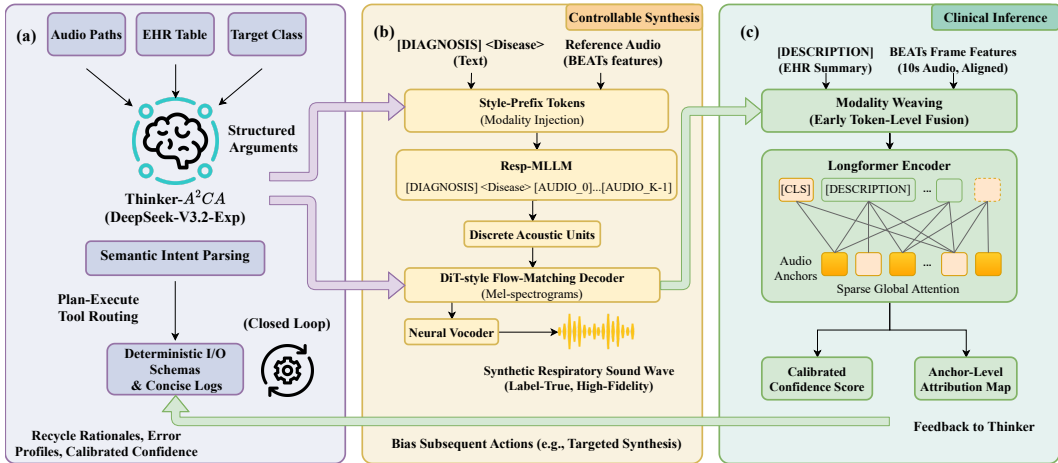 (a)
Audio Paths
EHR Table
Target Class
Structured
Arguments
Thinker-A²CA
(DeepSeek-V3.2-Exp)
Semantic Intent Parsing
Plan-Execute
Tool Routing
(Closed Loop)
Deterministic I/O
Schemas
& Concise Logs
Recycle Rationales, Error
Profiles, Calibrated Confidence
Controllable Synthesis
(b)
[DIAGNOSIS] <Disease>
(Text)
Reference Audio
(BEATs features)
Style-Prefix Tokens
(Modality Injection)
Resp-MLLM
[DIAGNOSIS] <Disease> [AUDIO_0]...[AUDIO_K-1]
Discrete Acoustic Units
DiT-style Flow-Matching Decoder
(Mel-spectrograms)
Neural Vocoder
Synthetic Respiratory Sound Wave
(Label-True, High-Fidelity)
Bias Subsequent Actions (e.g., Targeted Synthesis)
Clinical Inference
(c)
[DESCRIPTION]
(EHR Summary)
BEATs Frame Features
(10s Audio, Aligned)
Modality Weaving
(Early Token-Level Fusion)
Longformer Encoder
[CLS]
[DESCRIPTION]
...
Audio
Anchors
...
Sparse Global Attention
Calibrated
Confidence Score
Anchor-Level
Attribution Map
Feedback to Thinker